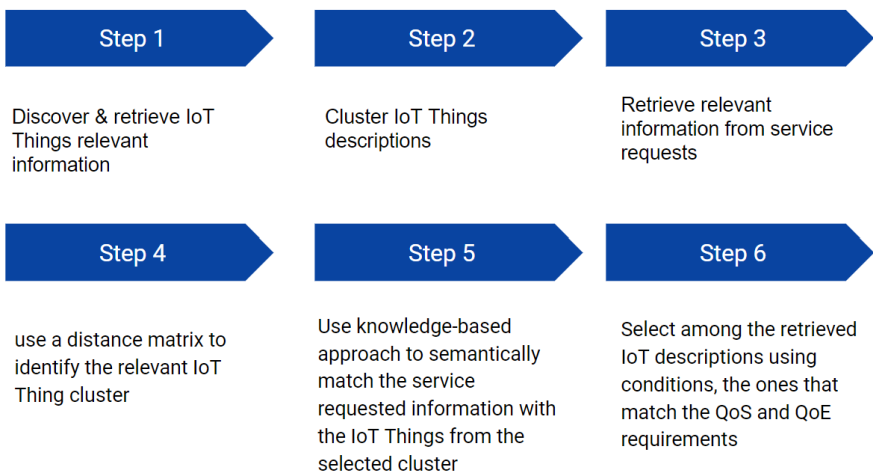 Step 1
Step 2
Step 3
Discover & retrieve IoT
Things relevant
information
Cluster IoT Things
descriptions
Retrieve relevant
information from service
requests
Step 4
Step 5
Step 6
use a distance matrix to
identify the relevant IoT
Thing cluster
Use knowledge-based
approach to semantically
match the service
requested information with
the IoT Things from the
selected cluster
Select among the retrieved
IoT descriptions using
conditions, the ones that
match the QoS and QoE
requirements